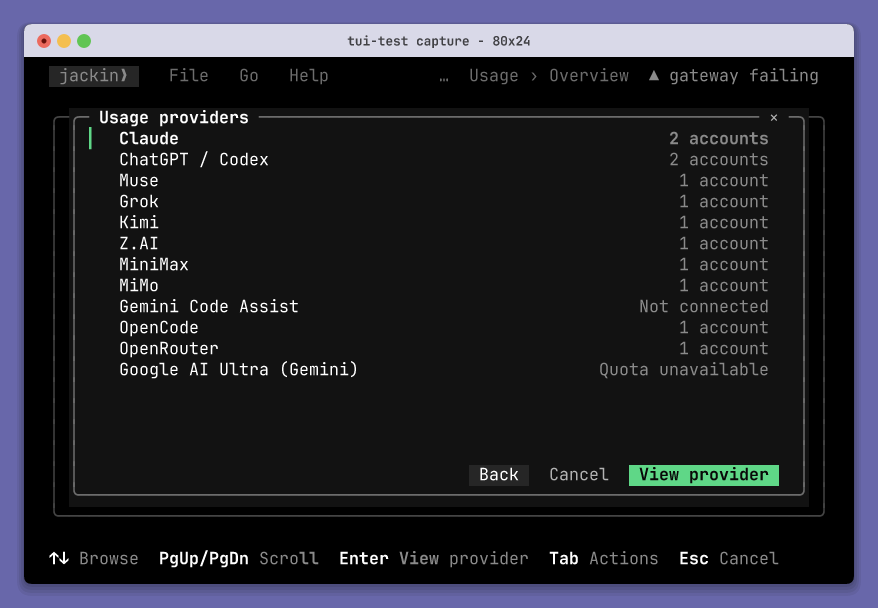 tui-test capture - 80x24
jackin❯ File Go Help … Usage › Overview ▲ gateway failing
Usage providers ×
Claude 2 accounts
ChatGPT / Codex 2 accounts
Muse 1 account
Grok 1 account
Kimi 1 account
Z.AI 1 account
MiniMax 1 account
MiMo 1 account
Gemini Code Assist Not connected
OpenCode 1 account
OpenRouter 1 account
Google AI Ultra (Gemini) Quota unavailable
Back Cancel View provider
↑↓ Browse PgUp/PgDn Scroll Enter View provider Tab Actions Esc Cancel